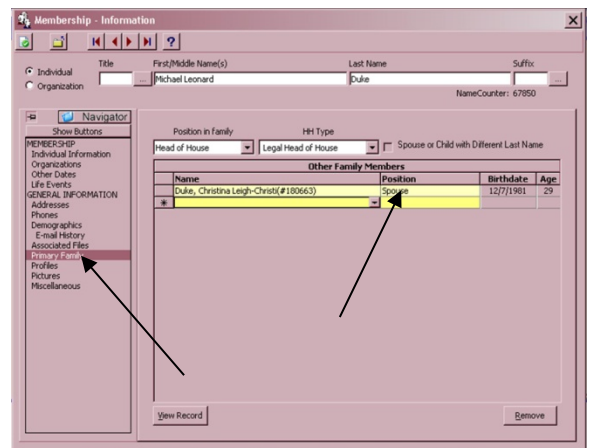 Membership - Information
Title First/Middle Name(s) Last Name Suffix
Individual
Organization
... Michael Leonard Duke ...
NameCounter: 67850
Navigator
Show Buttons
MEMBERSHIP
Individual Information
Organizations
Other Dates
Life Events
GENERAL INFORMATION
Addresses
Phones
Demographics
E-mail History
Associated Files
Primary Family
Profiles
Pictures
Miscellaneous
Position in family HH Type
Head of House Legal Head of House Spouse or Child with Different Last Name
Other Family Members
Name Position Birthdate Age
Duke, Christina Leigh-Christi(#180663) Spouse 12/7/1981 29
View Record Remove